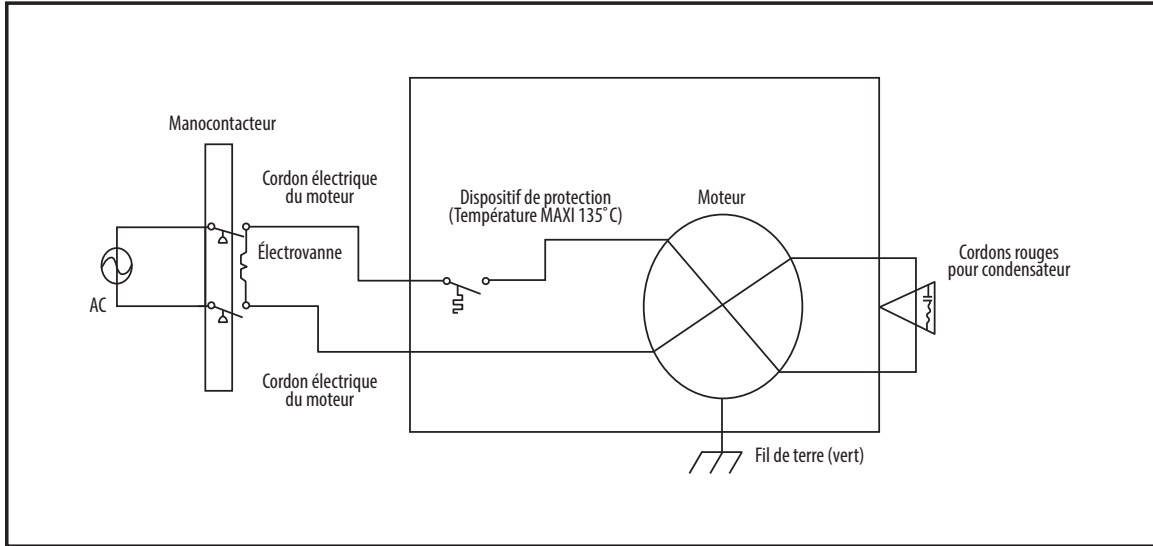 Manocontacteur
Cordon électrique
du moteur
Dispositif de protection
(Température MAXI 135˚C)
Moteur
Électrovanne
Cordons rouges
pour condensateur
AC
Cordon électrique
du moteur
Fil de terre (vert)